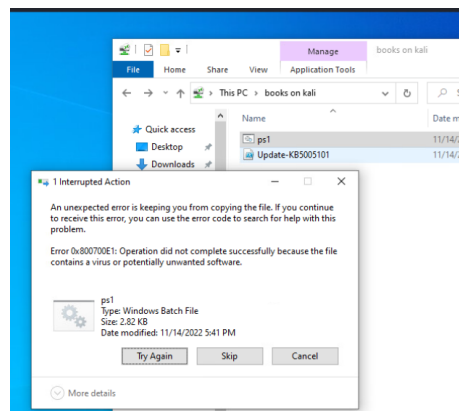 Manage
books on kali
File
Home
Share
View
Application Tools
This PC
books on kali
Name
Date m
Quick access
Desktop
Downloads
ps1
11/14/
Update-KB5005101
11/14/
1 Interrupted Action
An unexpected error is keeping you from copying the file. If you continue
to receive this error, you can use the error code to search for help with this
problem.
Error 0x800700E1: Operation did not complete successfully because the file
contains a virus or potentially unwanted software.
ps1
Type: Windows Batch File
Size: 2.82 KB
Date modified: 11/14/2022 5:41 PM
Try Again
Skip
Cancel
More details